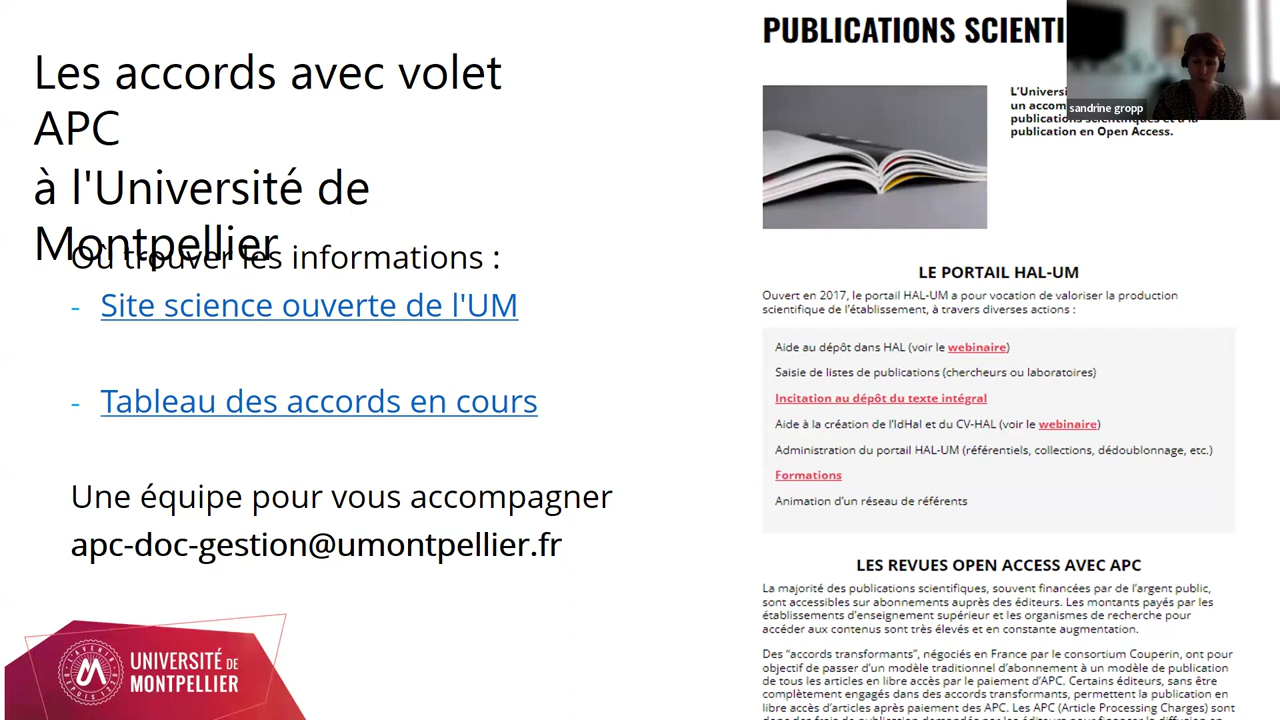 Les accords avec volet
APC
à l'Université de
Montpellier
Où trouver les informations :
- Site science ouverte de l'UM
- Tableau des accords en cours
Une équipe pour vous accompagner
apc-doc-gestion@umontpellier.fr
UNIVERSITÉ DE
MONTPELLIER
PUBLICATIONS SCIENTI
sandrine gropp
L'Universi
un accom
publications scientifiques et à la
publication en Open Access.
LE PORTAIL HAL-UM
Ouvert en 2017, le portail HAL-UM a pour vocation de valoriser la production
scientifique de l'établissement, à travers diverses actions :
Aide au dépôt dans HAL (voir le webinaire)
Saisie de listes de publications (chercheurs ou laboratoires)
Incitation au dépôt du texte intégral
Aide à la création de l'IdHal et du CV-HAL (voir le webinaire)
Administration du portail HAL-UM (référentiels, collections, dédoublonnage, etc.)
Formations
Animation d'un réseau de référents
LES REVUES OPEN ACCESS AVEC APC
La majorité des publications scientifiques, souvent financées par de l'argent public,
sont accessibles sur abonnements auprès des éditeurs. Les montants payés par les
établissements d'enseignement supérieur et les organismes de recherche pour
accéder aux contenus sont très élevés et en constante augmentation.
Des "accords transformants", négociés en France par le consortium Couperin, ont pour
objectif de passer d'un modèle traditionnel d'abonnement à un modèle de publication
de tous les articles en libre accès par le paiement d'APC. Certains éditeurs, sans être
complètement engagés dans des accords transformants, permettent la publication en
libre accès d'articles après paiement des APC. Les APC (Article Processing Charges) sont